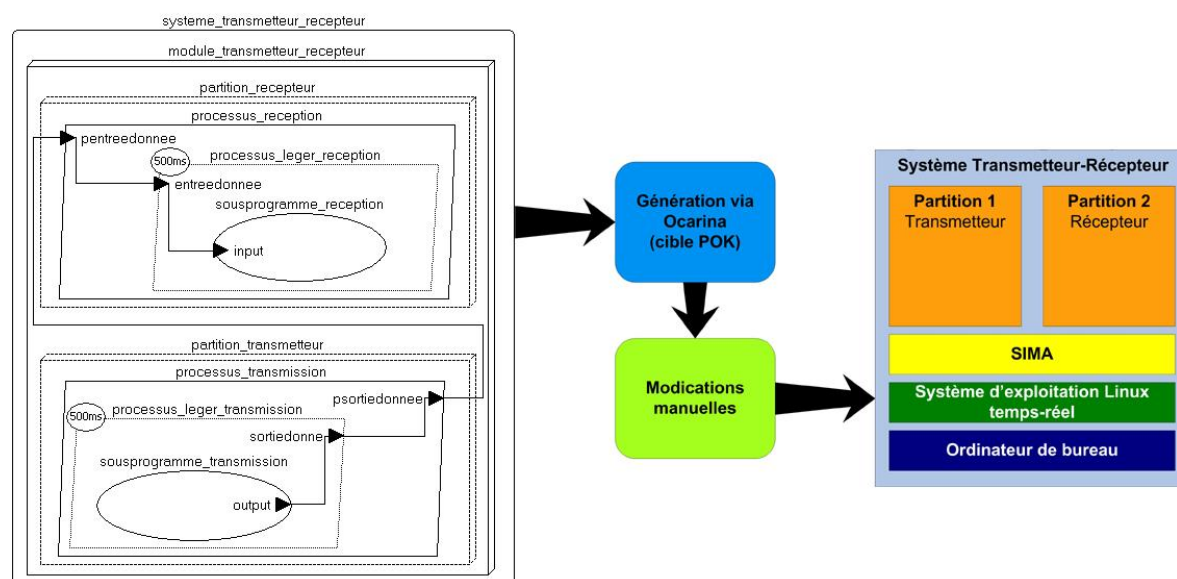 systeme_transmetteur_recepteur
module_transmetteur_recepteur
partition_recepteur
processus_reception
pentreedonnee
500ms
processus_leger_reception
entreedonnee
sousprogramme_reception
input
partition_transmetteur
processus_transmission
psortiedonnee
500ms
processus_leger_transmission
sortiedonne
sousprogramme_transmission
output
Génération via
Ocarina
(cible POK)
Modications
manuelles
Système Transmetteur-Récepteur
Partition 1
Transmetteur
Partition 2
Récepteur
SIMA
Système d'exploitation Linux
temps-réel
Ordinateur de bureau